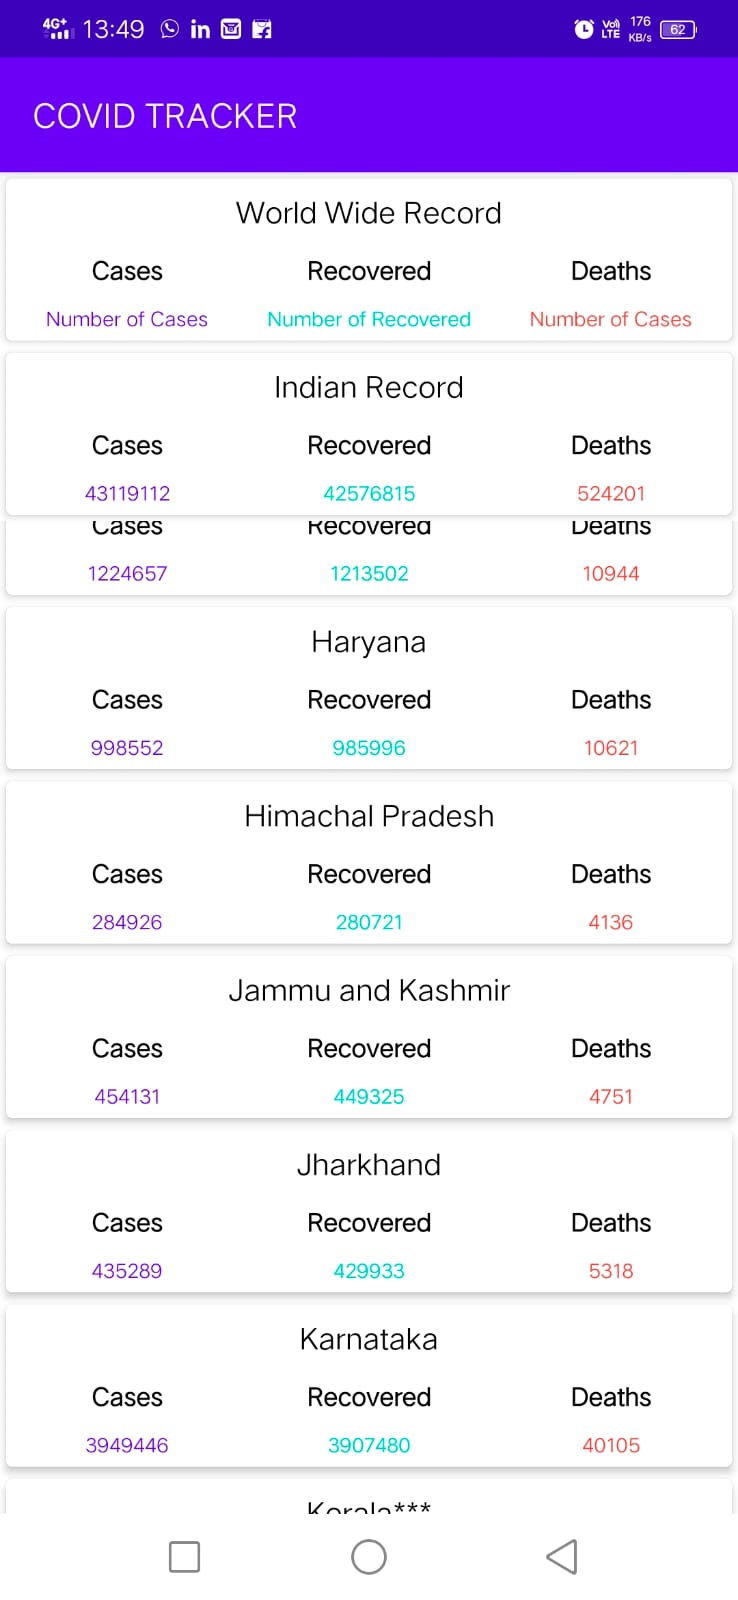 4G+ 13:49 Vo) LTE 176 KB/s 62
COVID TRACKER
World Wide Record
Cases Recovered Deaths
Number of Cases Number of Recovered Number of Cases
Indian Record
Cases Recovered Deaths
43119112 42576815 524201
Cases Recovered Deaths
1224657 1213502 10944
Haryana
Cases Recovered Deaths
998552 985996 10621
Himachal Pradesh
Cases Recovered Deaths
284926 280721 4136
Jammu and Kashmir
Cases Recovered Deaths
454131 449325 4751
Jharkhand
Cases Recovered Deaths
435289 429933 5318
Karnataka
Cases Recovered Deaths
3949446 3907480 40105
Kerala***